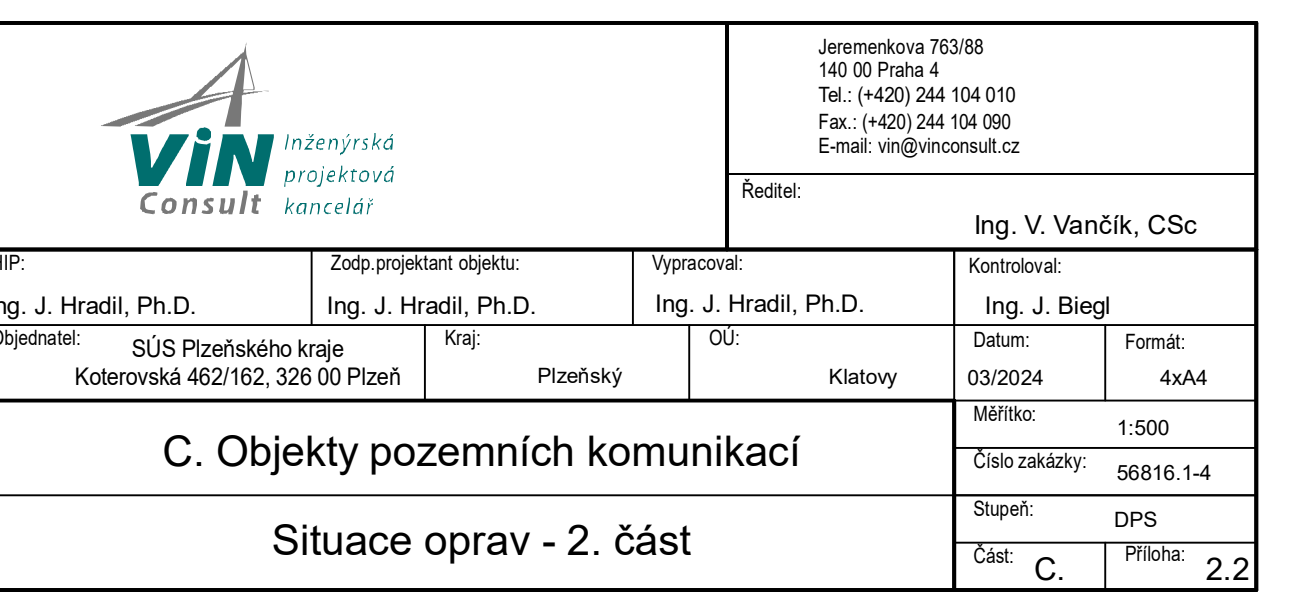 ViN
Consult
Inženýrská
projektová
kancelář
Jeremenkova 763/88
140 00 Praha 4
Tel.: (+420) 244 104 010
Fax.: (+420) 244 104 090
E-mail: vin@vinconsult.cz
Ředitel:
Ing. V. Vančík, CSc
HIP:
ng. J. Hradil, Ph.D.
Zodp.projektant objektu:
Ing. J. Hradil, Ph.D.
Vypracoval:
Ing. J. Hradil, Ph.D.
Kontroloval:
Ing. J. Biegl
Objednatel:
SÚS Plzeňského kraje
Koterovská 462/162, 326 00 Plzeň
Kraj:
Plzeňský
OÚ:
Klatovy
Datum:
03/2024
Formát:
4xA4
C. Objekty pozemních komunikací
Měřítko:
1:500
Číslo zakázky:
56816.1-4
Situace oprav - 2. část
Stupeň:
DPS
Část:
C.
Příloha:
2.2